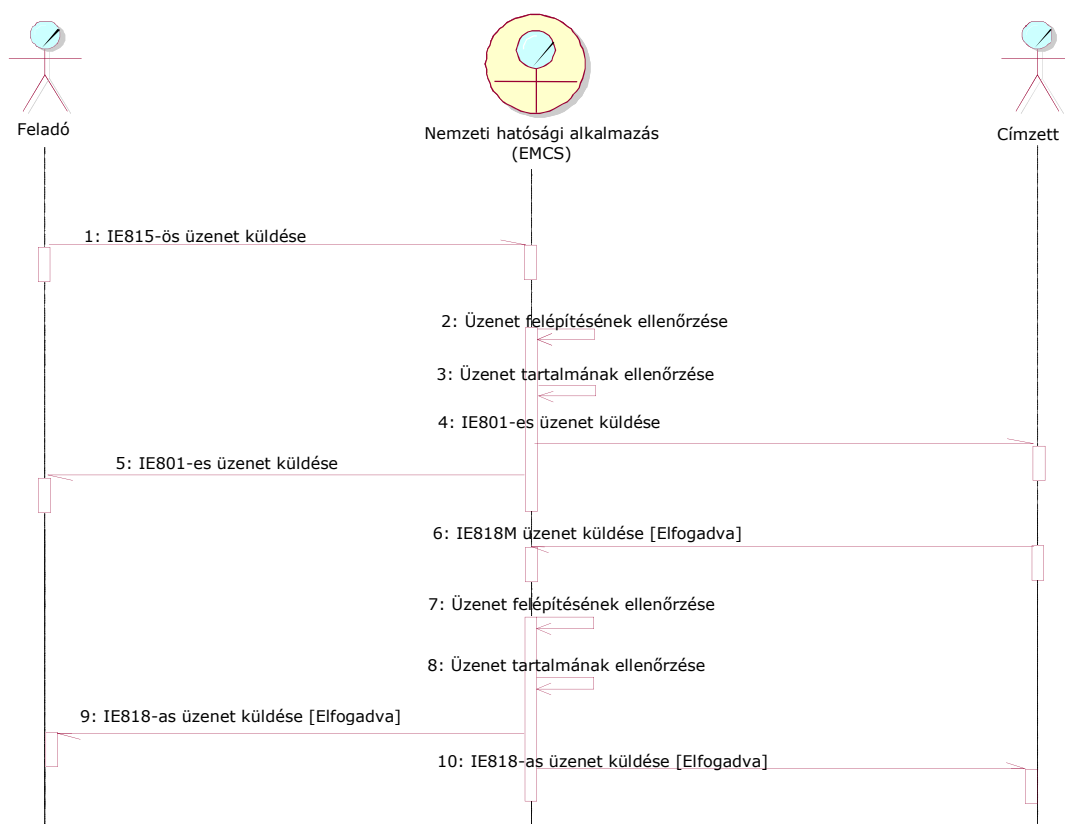 Feladó
Nemzeti hatósági alkalmazás
(EMCS)
Címzett
1: IE815-ös üzenet küldése
2: Üzenet felépítésének ellenőrzése
3: Üzenet tartalmának ellenőrzése
4: IE801-es üzenet küldése
5: IE801-es üzenet küldése
6: IE818M üzenet küldése [Elfogadva]
7: Üzenet felépítésének ellenőrzése
8: Üzenet tartalmának ellenőrzése
9: IE818-as üzenet küldése [Elfogadva]
10: IE818-as üzenet küldése [Elfogadva]